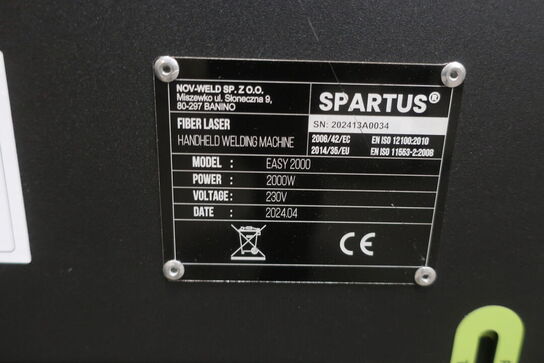 NOV-WELD SP. Z O.O.
Miszewko ul. Słoneczna 9,
80-297 BANINO
SPARTUS®
FIBER LASER
HANDHELD WELDING MACHINE
SN: 202413A0034
2006/42/EC EN ISO 12100:2010
2014/35/EU EN ISO 11553-2:2008
MODEL : EASY 2000
POWER : 2000W
VOLTAGE : 230V
DATE : 2024.04
CE